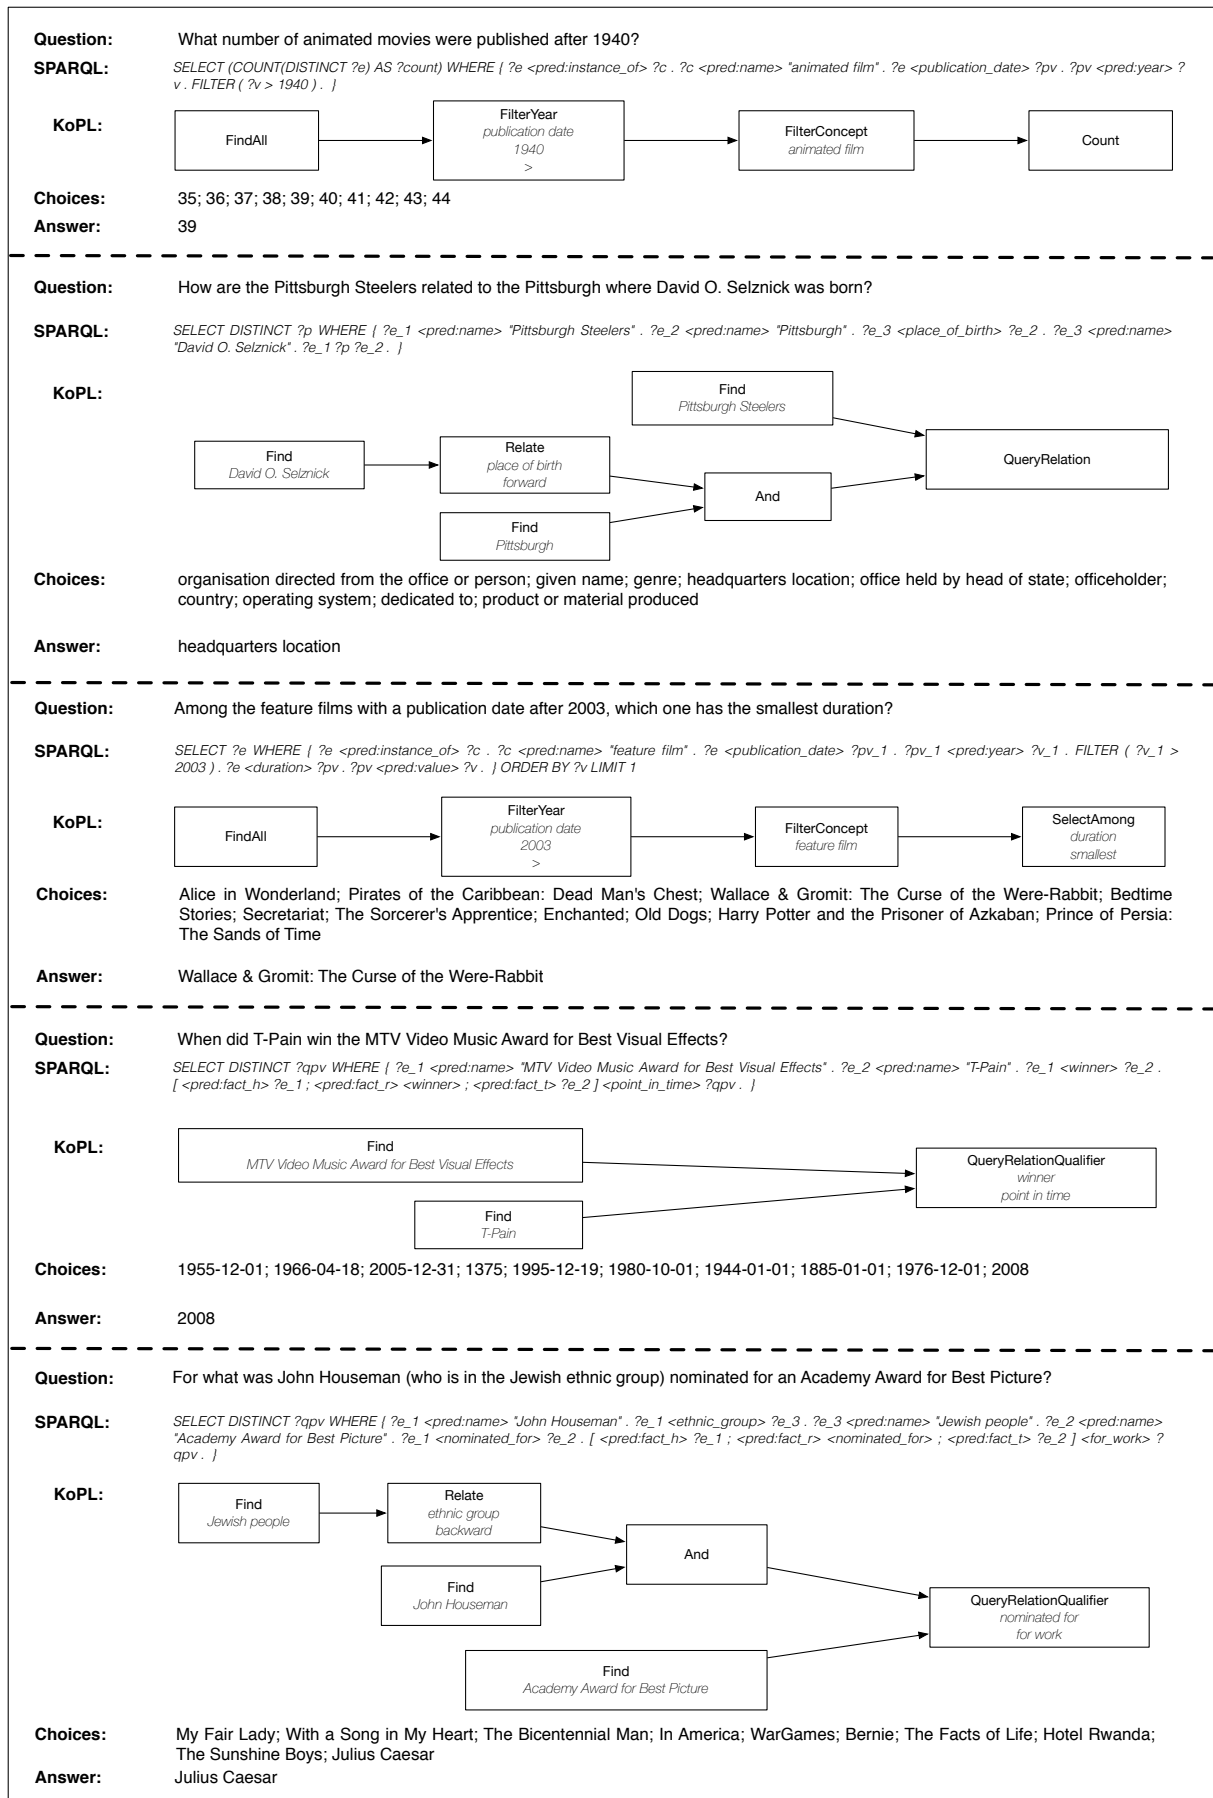 Question: What number of animated movies were published after 1940?
SPARQL: SELECT (COUNT(DISTINCT ?e) AS ?count) WHERE { ?e <pred:instance_of> ?c . ?c <pred:name> "animated film" . ?e <publication_date> ?pv . ?pv <pred:year> ?
v . FILTER ( ?v > 1940 ) . }
KoPL:
FindAll
FilterYear
publication date
1940
>
FilterConcept
animated film
Count
Choices: 35; 36; 37; 38; 39; 40; 41; 42; 43; 44
Answer: 39
Question: How are the Pittsburgh Steelers related to the Pittsburgh where David O. Selznick was born?
SPARQL: SELECT DISTINCT ?p WHERE { ?e_1 <pred:name> "Pittsburgh Steelers" . ?e_2 <pred:name> "Pittsburgh" . ?e_3 <place_of_birth> ?e_2 . ?e_3 <pred:name>
"David O. Selznick" . ?e_1 ?p ?e_2 . }
KoPL:
Find
Pittsburgh Steelers
Find
David O. Selznick
Relate
place of birth
forward
QueryRelation
And
Find
Pittsburgh
Choices: organisation directed from the office or person; given name; genre; headquarters location; office held by head of state; officeholder;
country; operating system; dedicated to; product or material produced
Answer: headquarters location
Question: Among the feature films with a publication date after 2003, which one has the smallest duration?
SPARQL: SELECT ?e WHERE { ?e <pred:instance_of> ?c . ?c <pred:name> "feature film" . ?e <publication_date> ?pv_1 . ?pv_1 <pred:year> ?v_1 . FILTER ( ?v_1 >
2003 ) . ?e <duration> ?pv . ?pv <pred:value> ?v . } ORDER BY ?v LIMIT 1
KoPL:
FindAll
FilterYear
publication date
2003
>
FilterConcept
feature film
SelectAmong
duration
smallest
Choices: Alice in Wonderland; Pirates of the Caribbean: Dead Man's Chest; Wallace & Gromit: The Curse of the Were-Rabbit; Bedtime
Stories; Secretariat; The Sorcerer's Apprentice; Enchanted; Old Dogs; Harry Potter and the Prisoner of Azkaban; Prince of Persia:
The Sands of Time
Answer: Wallace & Gromit: The Curse of the Were-Rabbit
Question: When did T-Pain win the MTV Video Music Award for Best Visual Effects?
SPARQL: SELECT DISTINCT ?qpv WHERE { ?e_1 <pred:name> "MTV Video Music Award for Best Visual Effects" . ?e_2 <pred:name> "T-Pain" . ?e_1 <winner> ?e_2 .
[ <pred:fact_h> ?e_1 ; <pred:fact_r> <winner> ; <pred:fact_t> ?e_2 ] <point_in_time> ?qpv . }
KoPL:
Find
MTV Video Music Award for Best Visual Effects
QueryRelationQualifier
winner
point in time
Find
T-Pain
Choices: 1955-12-01; 1966-04-18; 2005-12-31; 1375; 1995-12-19; 1980-10-01; 1944-01-01; 1885-01-01; 1976-12-01; 2008
Answer: 2008
Question: For what was John Houseman (who is in the Jewish ethnic group) nominated for an Academy Award for Best Picture?
SPARQL: SELECT DISTINCT ?qpv WHERE { ?e_1 <pred:name> "John Houseman" . ?e_1 <ethnic_group> ?e_3 . ?e_3 <pred:name> "Jewish people" . ?e_2 <pred:name>
"Academy Award for Best Picture" . ?e_1 <nominated_for> ?e_2 . [ <pred:fact_h> ?e_1 ; <pred:fact_r> <nominated_for> ; <pred:fact_t> ?e_2 ] <for_work> ?
qpv . }
KoPL:
Find
Jewish people
Relate
ethnic group
backward
And
Find
John Houseman
QueryRelationQualifier
nominated for
for work
Find
Academy Award for Best Picture
Choices: My Fair Lady; With a Song in My Heart; The Bicentennial Man; In America; WarGames; Bernie; The Facts of Life; Hotel Rwanda;
The Sunshine Boys; Julius Caesar
Answer: Julius Caesar